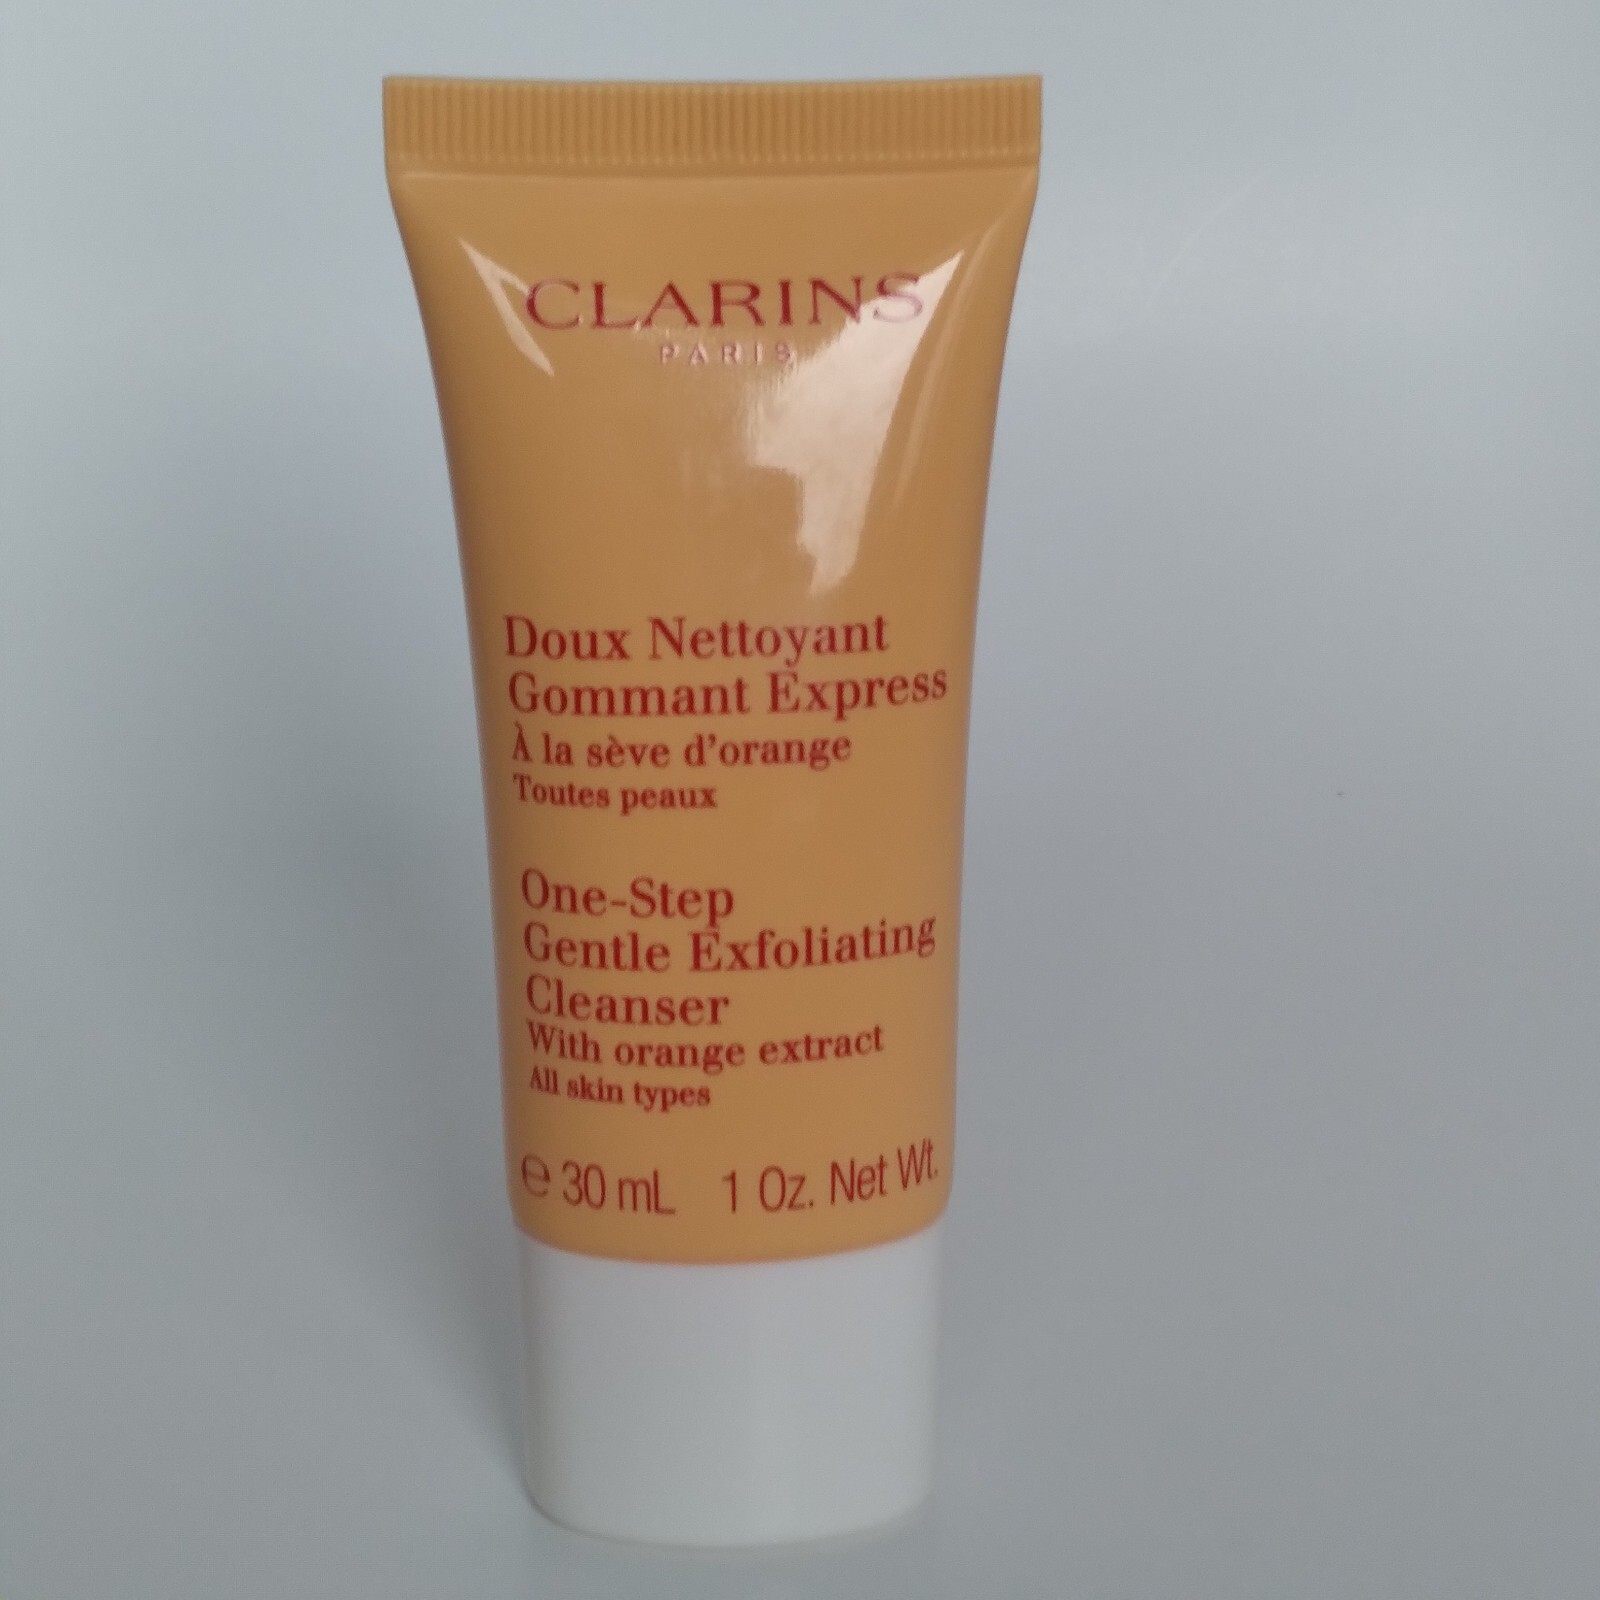 CLARINS
PARIS
Doux Nettoyant
Gommant Express
À la sève d'orange
Toutes peaux
One-Step
Gentle Exfoliating
Cleanser
With orange extract
All skin types
℮ 30 mL 1 Oz. Net Wt.